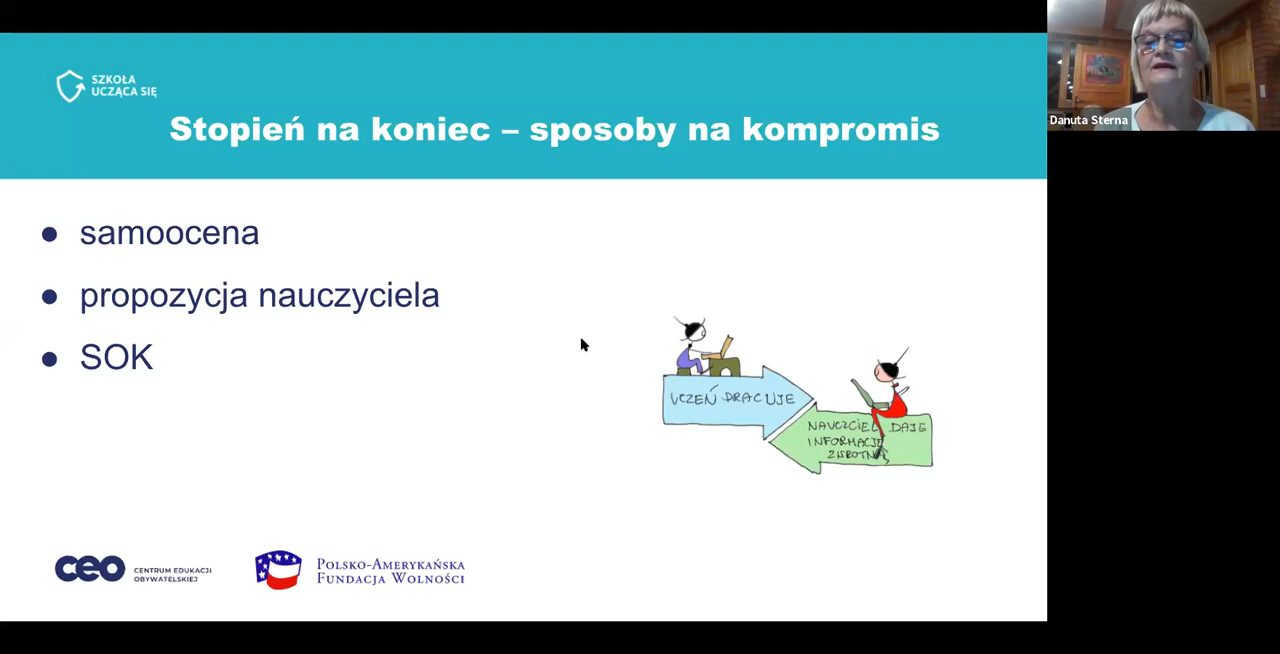 SZKOŁA
UCZĄCA SIĘ
Stopień na koniec – sposoby na kompromis
Danuta Sterna
● samoocena
● propozycja nauczyciela
● SOK
UCZEŃ PRACUJE
NAUCZCIEL DAJE
INFORMACJĘ
ZWROTNĄ
ceo CENTRUM EDUKACJI
OBYWATELSKIEJ
POLSKO-AMERYKAŃSKA
FUNDACJA WOLNOŚCI